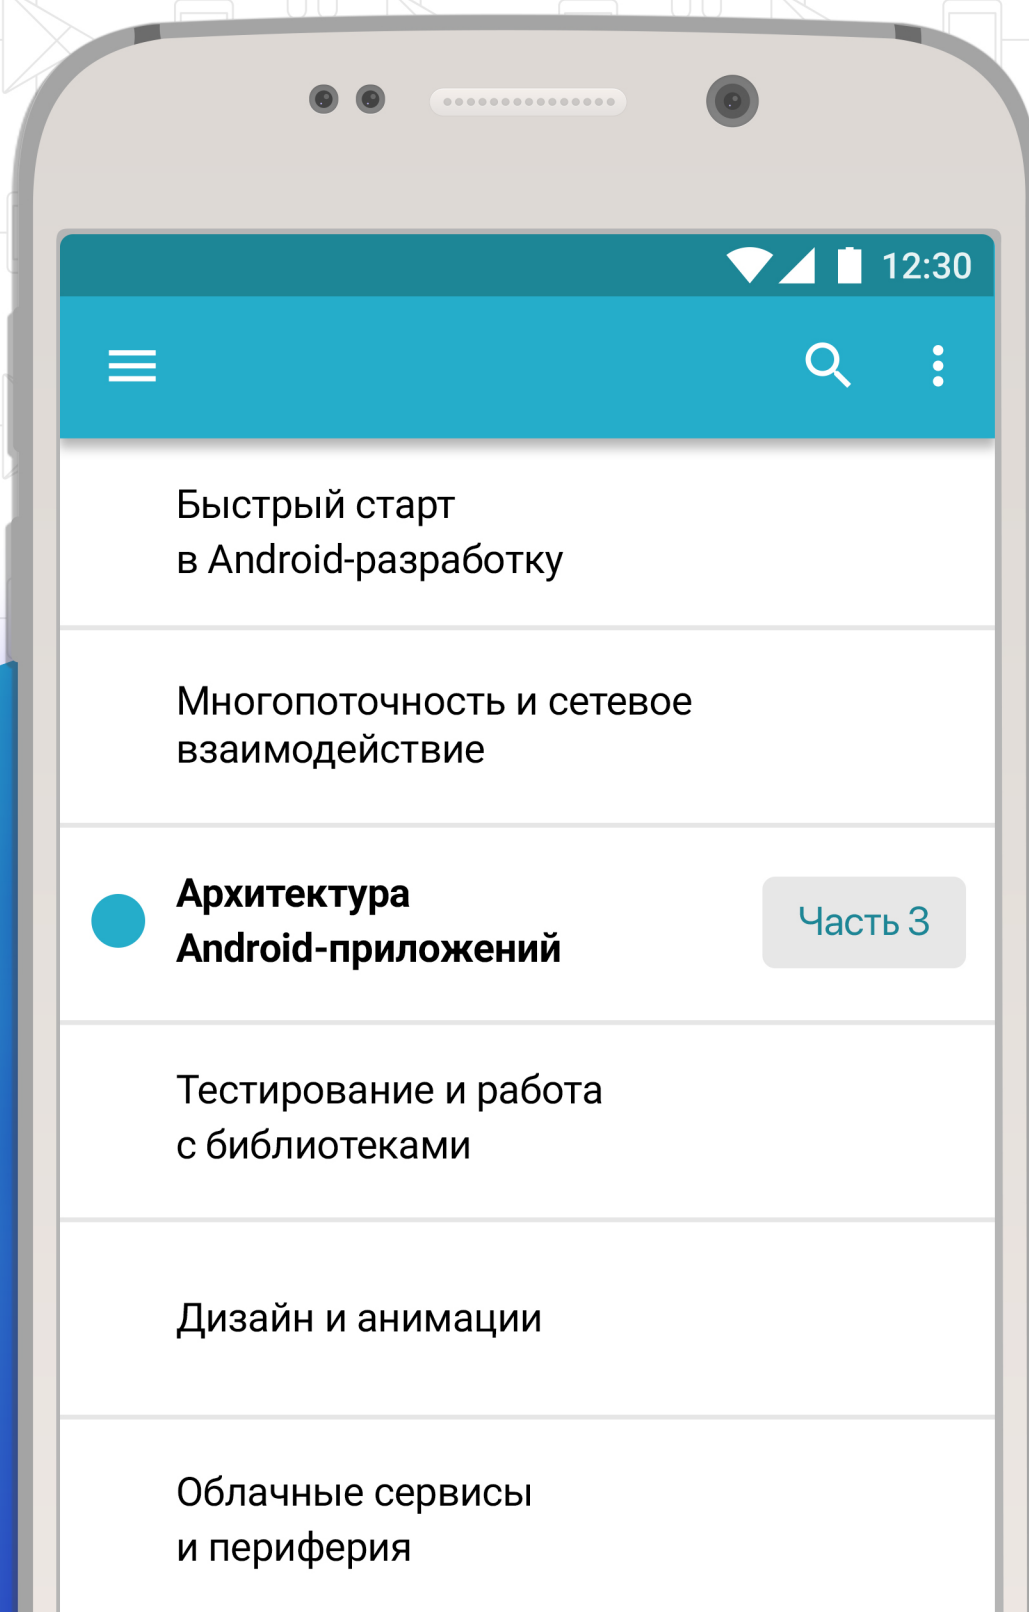 12:30
Быстрый старт
в Android-разработку
Многопоточность и сетевое
взаимодействие
Архитектура
Android-приложений
Часть 3
Тестирование и работа
с библиотеками
Дизайн и анимации
Облачные сервисы
и периферия